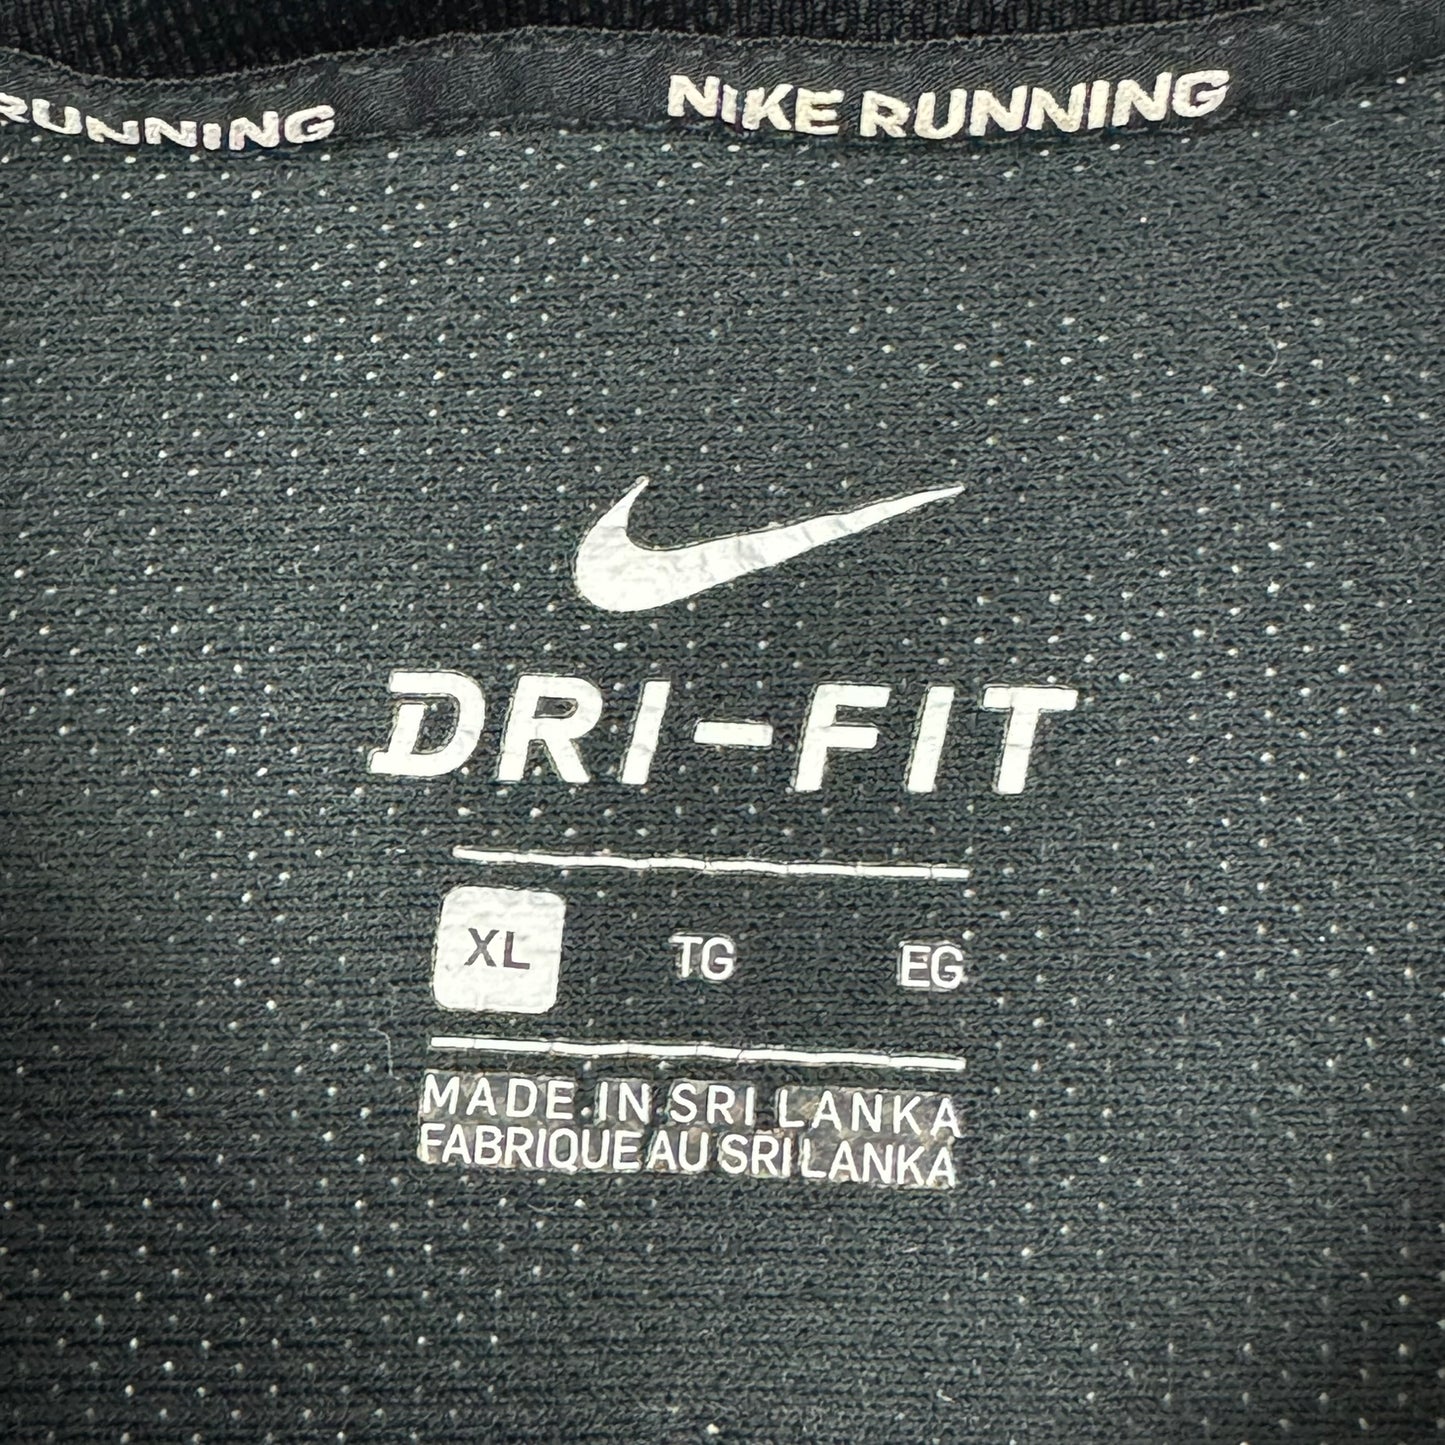 RUNNING NIKE RUNNING
DRI-FIT
XL TG EG
MADE IN SRI LANKA
FABRIQUE AU SRI LANKA